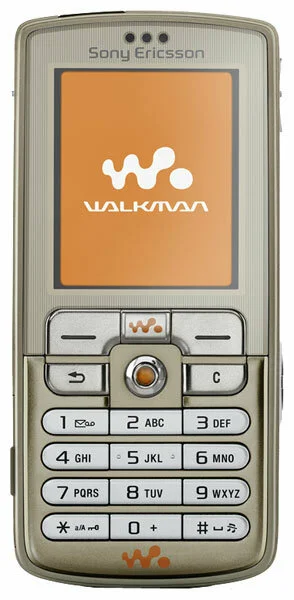 Sony Ericsson
WALKMAN
C
1 2 ABC 3 DEF
4 GHI 5 JKL 6 MNO
7 PQRS 8 TUV 9 WXYZ
* a/A 0 + #